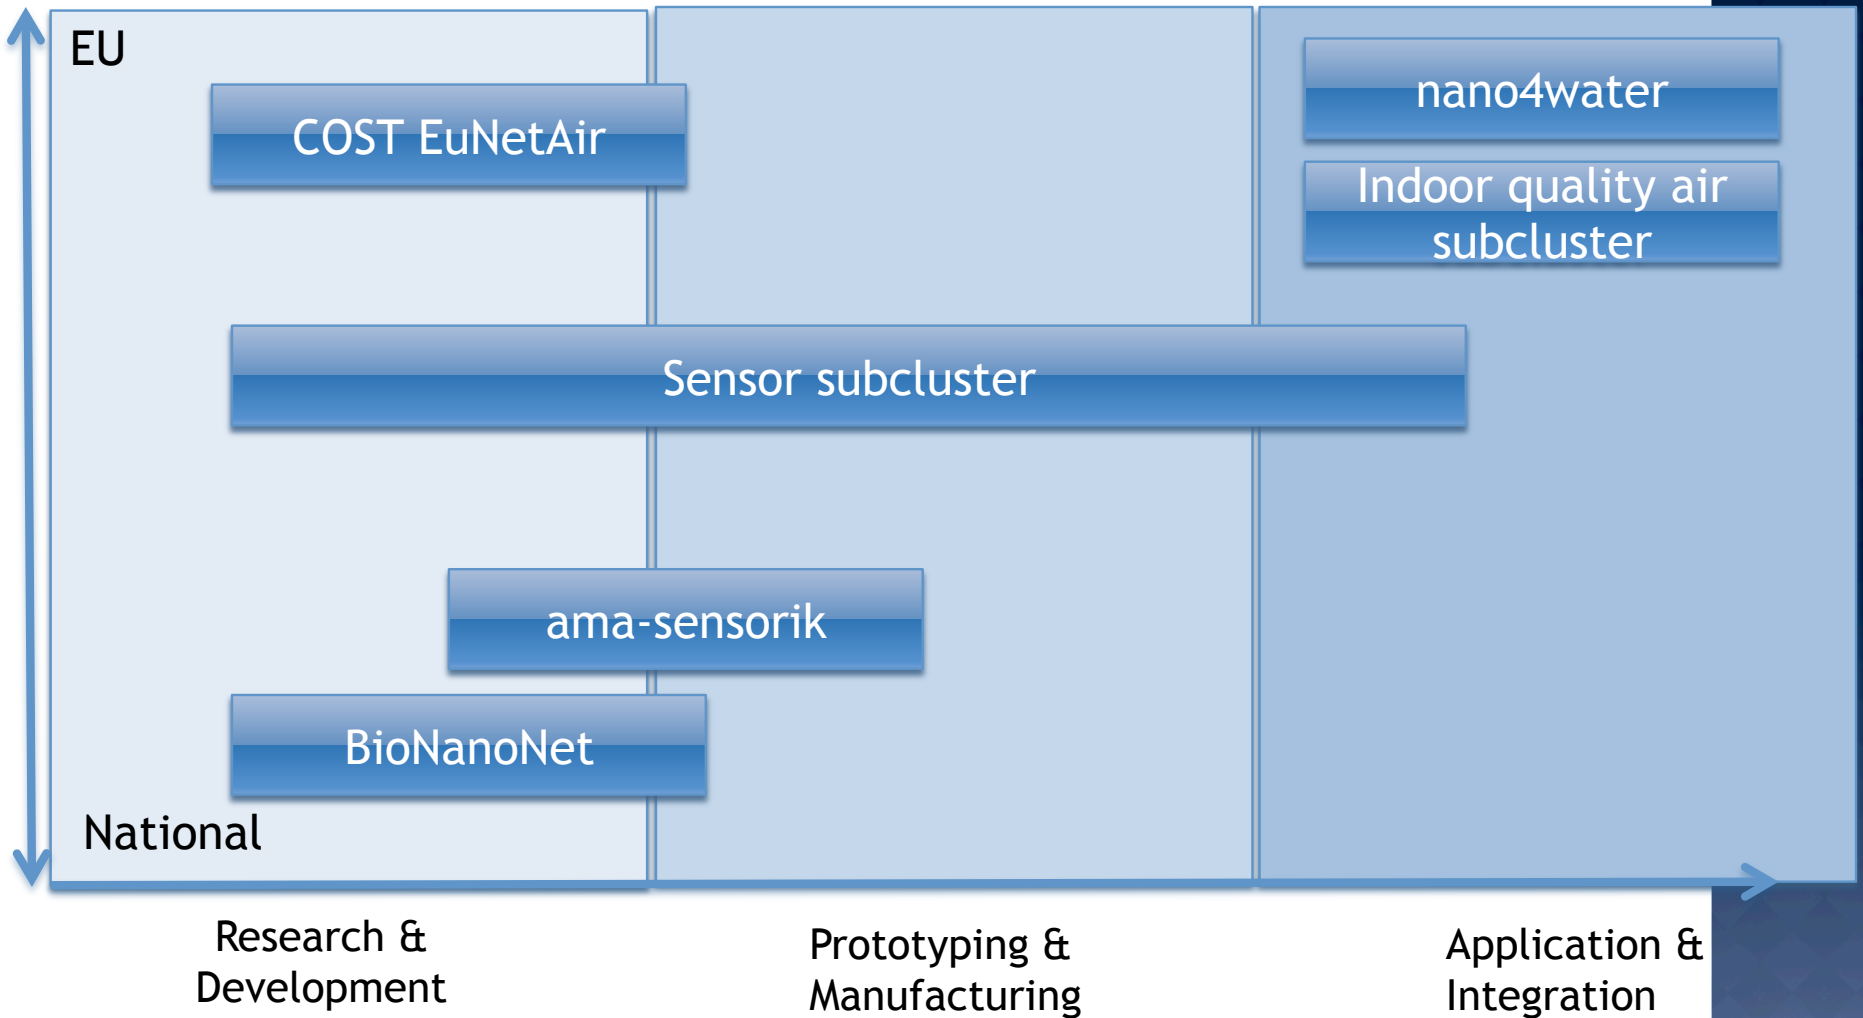 EU
COST EuNetAir
nano4water
Indoor quality air
subcluster
Sensor subcluster
ama-sensorik
BioNanoNet
National
Research &
Development
Prototyping &
Manufacturing
Application &
Integration